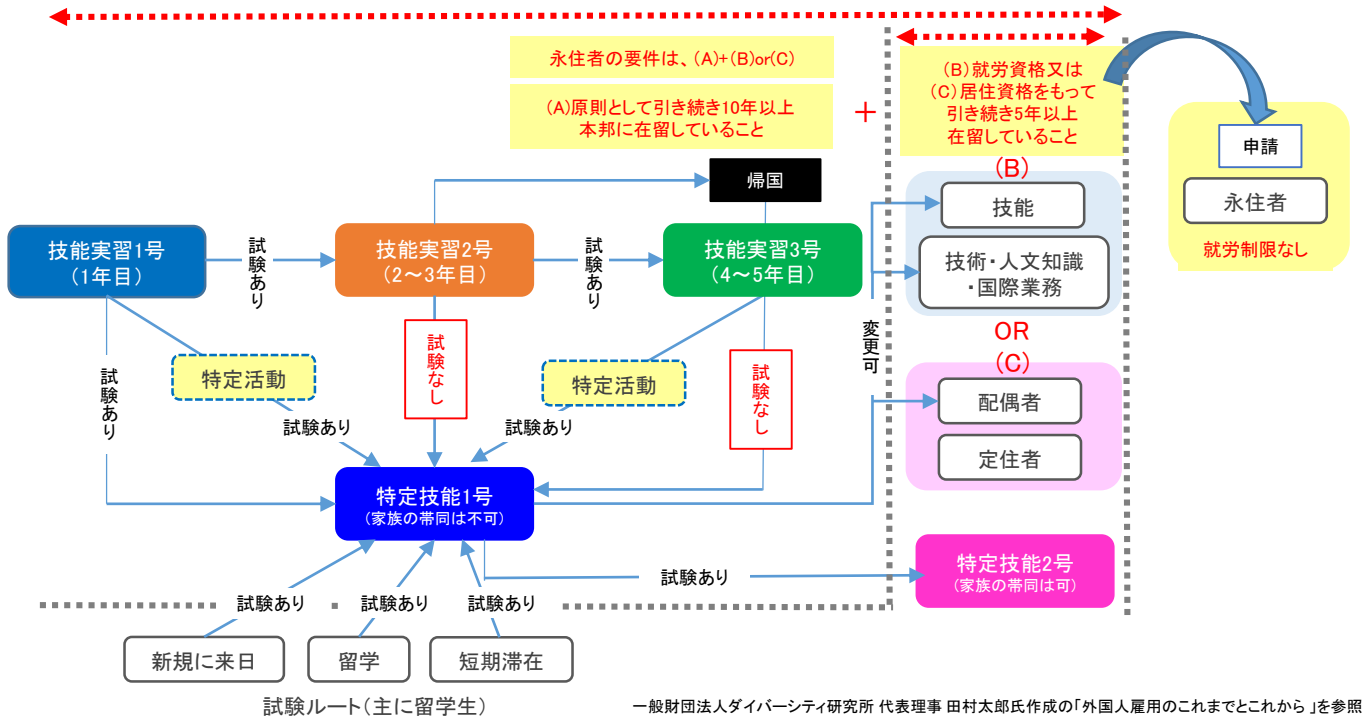 永住者の要件は、(A)+(B)or(C)
(A)原則として引き続き10年以上
本邦に在留していること
+
(B)就労資格又は
(C)居住資格をもって
引き続き5年以上
在留していること
申請
永住者
就労制限なし
帰国
(B)
技能
技術・人文知識
・国際業務
OR
(C)
配偶者
定住者
技能実習1号
(1年目)
試験あり
技能実習2号
(2～3年目)
試験あり
技能実習3号
(4～5年目)
変更可
試験あり
特定活動
試験なし
特定活動
試験なし
試験あり
試験あり
特定技能1号
(家族の帯同は不可)
試験あり
特定技能2号
(家族の帯同は可)
試験あり
試験あり
試験あり
新規に来日
留学
短期滞在
試験ルート(主に留学生)
一般財団法人ダイバーシティ研究所 代表理事 田村太郎氏作成の「外国人雇用のこれまでとこれから 」を参照